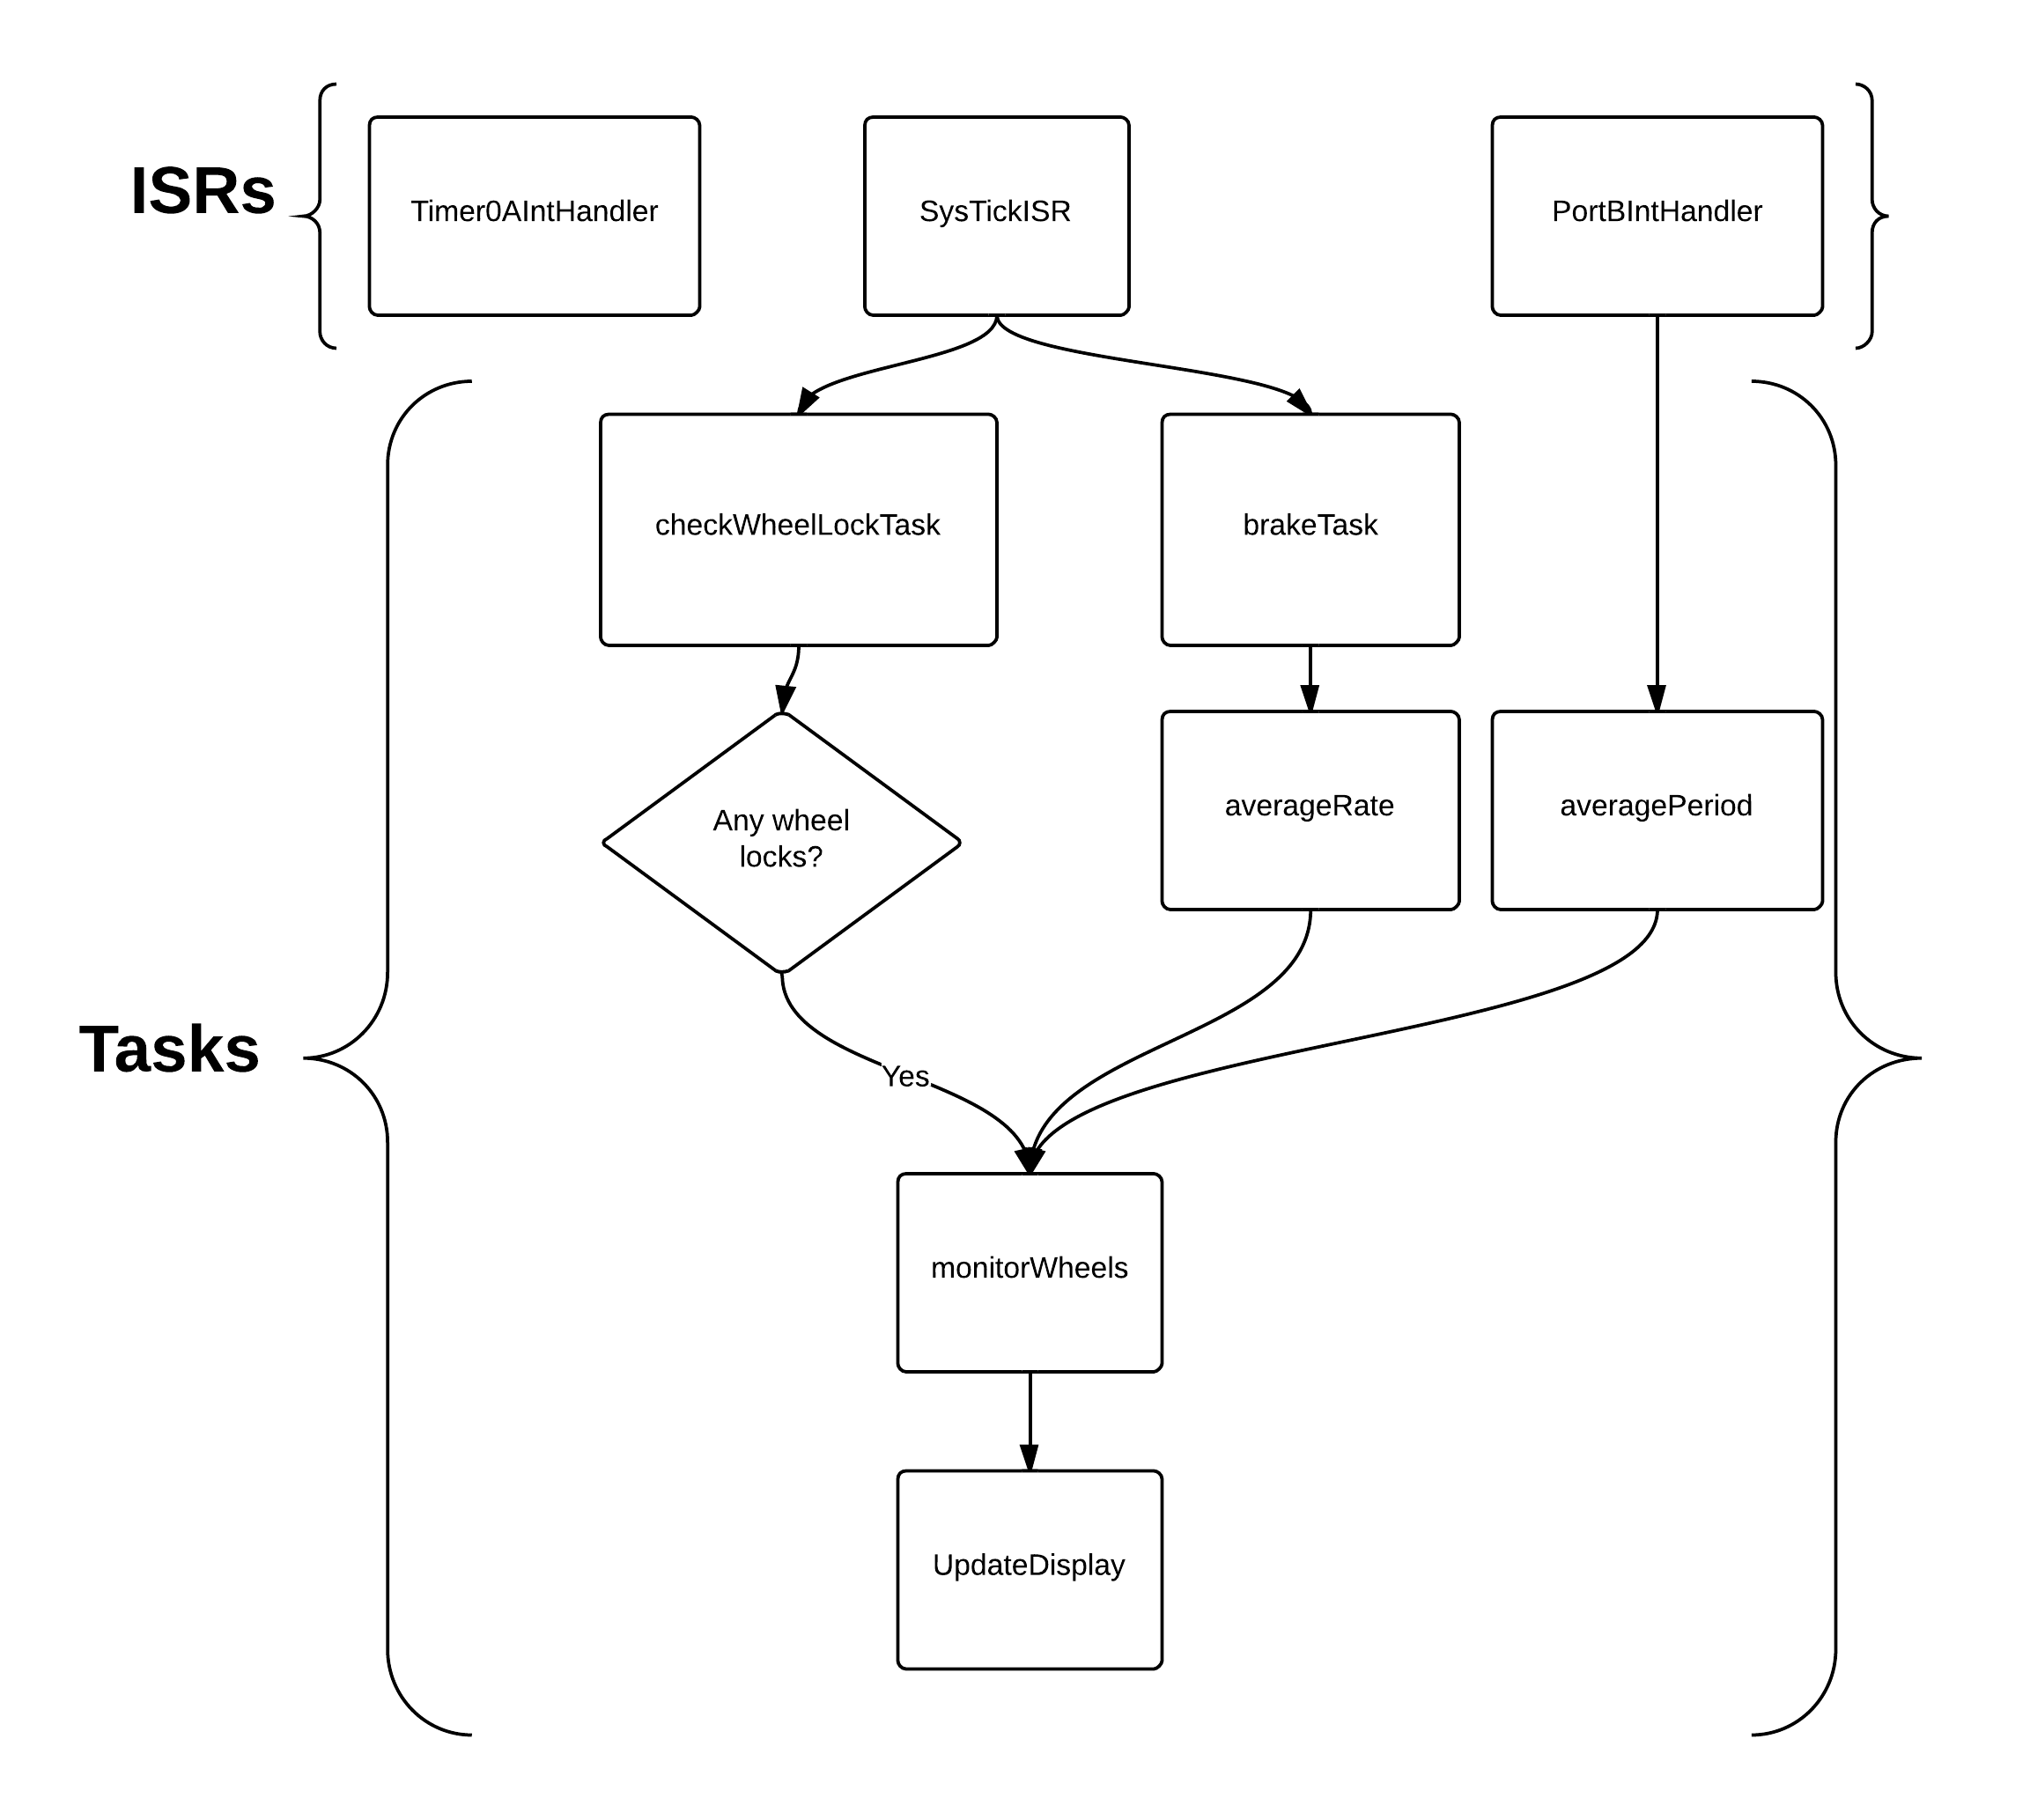 ISRs
Timer0AIntHandler
SysTickISR
PortBIntHandler
checkWheelLockTask
brakeTask
Any wheel
locks?
averageRate
averagePeriod
Yes
Tasks
monitorWheels
UpdateDisplay